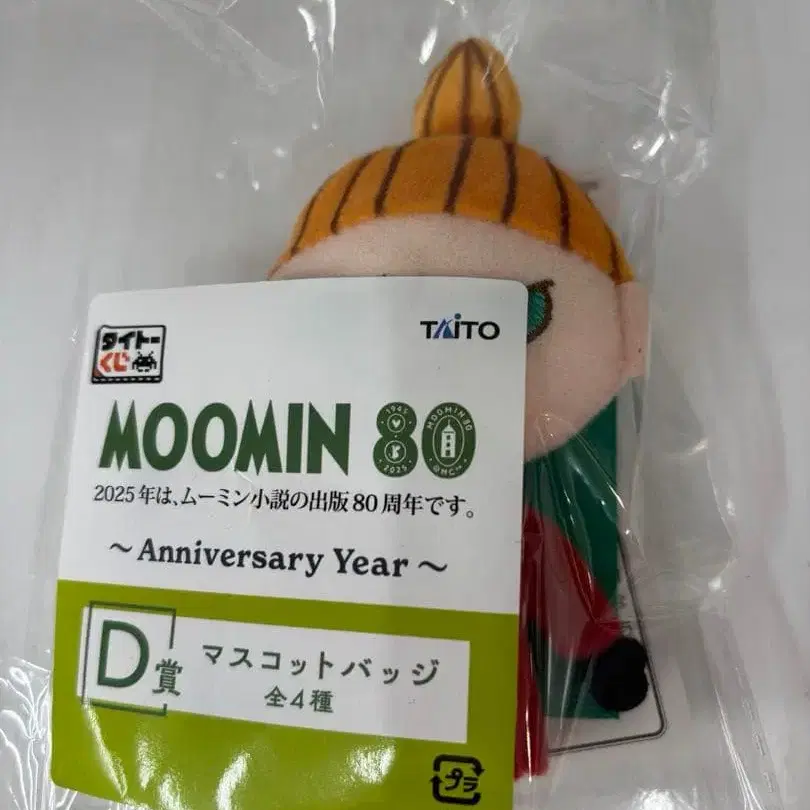 タイトー
くじ
TAITO
MOOMIN 80
1945
2025
MOOMIN 80
©MC™
2025年は、ムーミン小説の出版80周年です。
~Anniversary Year~
D賞
マスコットバッジ
全4種
プラ